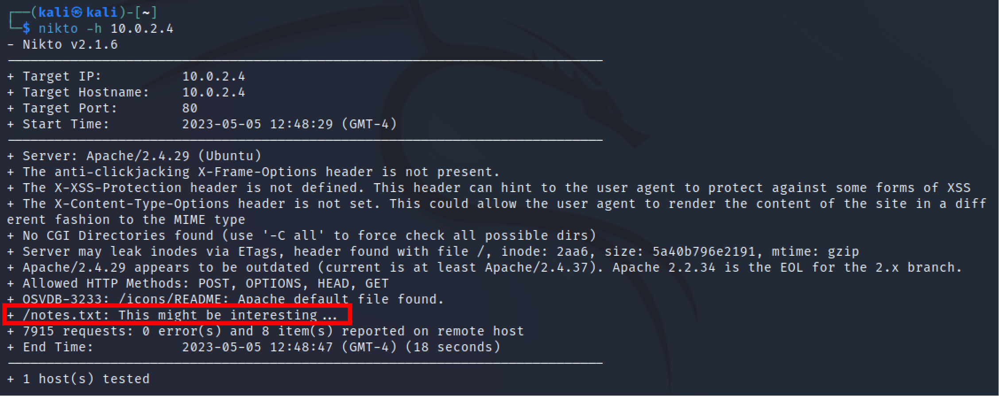 (kali㉿kali)-[~]
$ nikto -h 10.0.2.4
- Nikto v2.1.6
+ Target IP: 10.0.2.4
+ Target Hostname: 10.0.2.4
+ Target Port: 80
+ Start Time: 2023-05-05 12:48:29 (GMT-4)
+ Server: Apache/2.4.29 (Ubuntu)
+ The anti-clickjacking X-Frame-Options header is not present.
+ The X-XSS-Protection header is not defined. This header can hint to the user agent to protect against some forms of XSS
+ The X-Content-Type-Options header is not set. This could allow the user agent to render the content of the site in a diff
erent fashion to the MIME type
+ No CGI Directories found (use '-C all' to force check all possible dirs)
+ Server may leak inodes via ETags, header found with file /, inode: 2aa6, size: 5a40b796e2191, mtime: gzip
+ Apache/2.4.29 appears to be outdated (current is at least Apache/2.4.37). Apache 2.2.34 is the EOL for the 2.x branch.
+ Allowed HTTP Methods: POST, OPTIONS, HEAD, GET
+ OSVDB-3233: /icons/README: Apache default file found.
+ /notes.txt: This might be interesting...
+ 7915 requests: 0 error(s) and 8 item(s) reported on remote host
+ End Time: 2023-05-05 12:48:47 (GMT-4) (18 seconds)
+ 1 host(s) tested